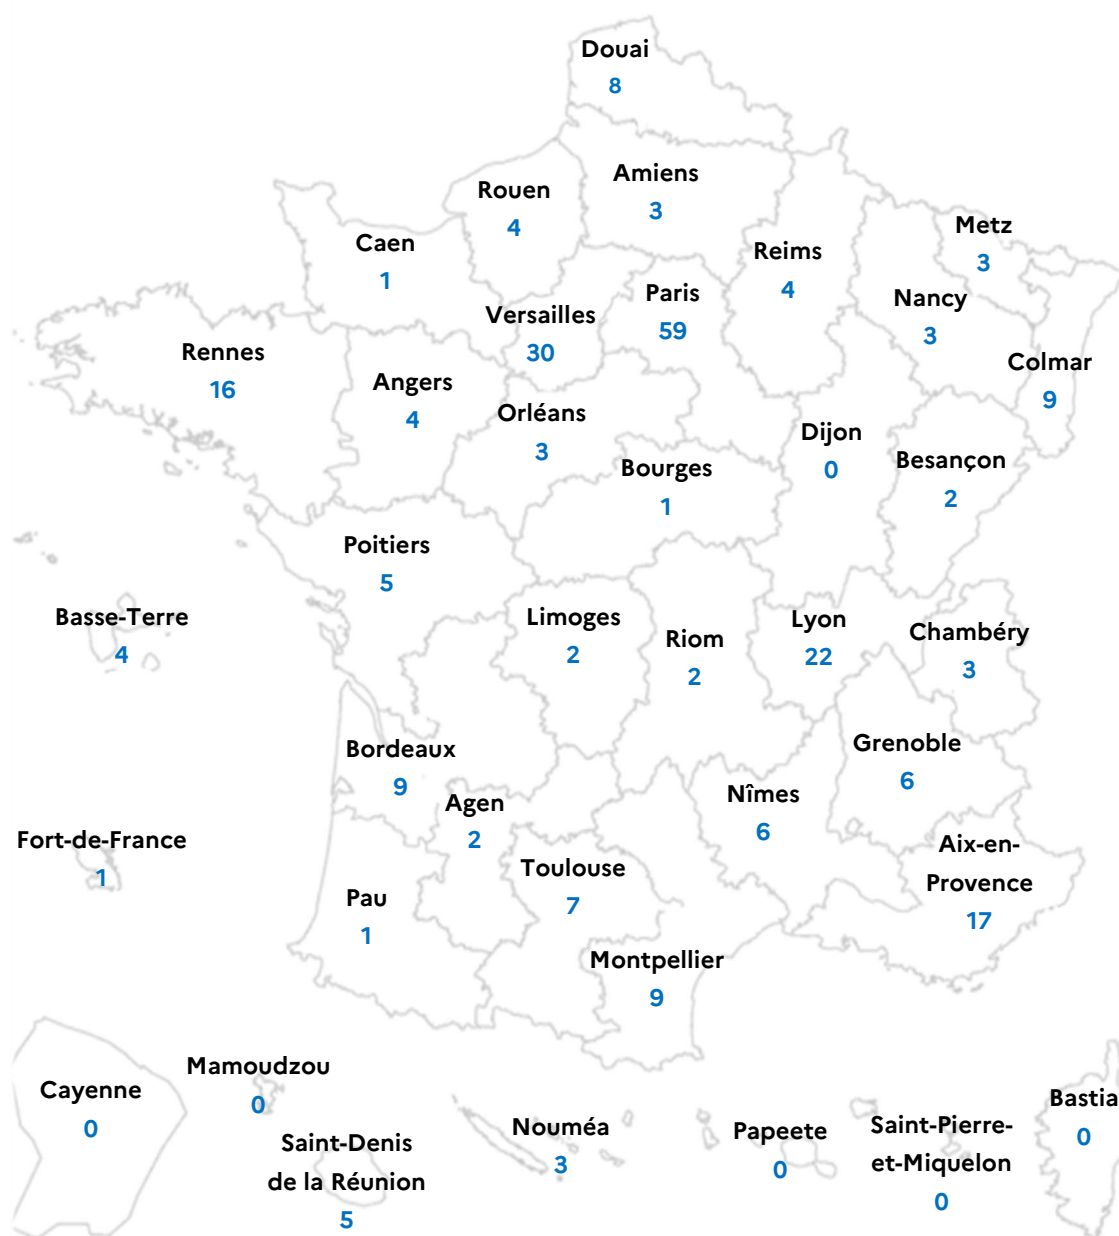 Douai
8
Amiens
3
Rouen
4
Metz
3
Caen
1
Reims
4
Paris
59
Nancy
3
Versailles
30
Rennes
16
Colmar
9
Angers
4
Orléans
3
Dijon
0
Besançon
2
Bourges
1
Poitiers
5
Basse-Terre
4
Limoges
2
Lyon
22
Riom
2
Chambéry
3
Bordeaux
9
Grenoble
6
Nîmes
6
Agen
2
Fort-de-France
1
Aix-en-
Provence
17
Toulouse
7
Pau
1
Montpellier
9
Mamoudzou
0
Cayenne
0
Bastia
0
Nouméa
3
Papeete
0
Saint-Pierre-
et-Miquelon
0
Saint-Denis
de la Réunion
5